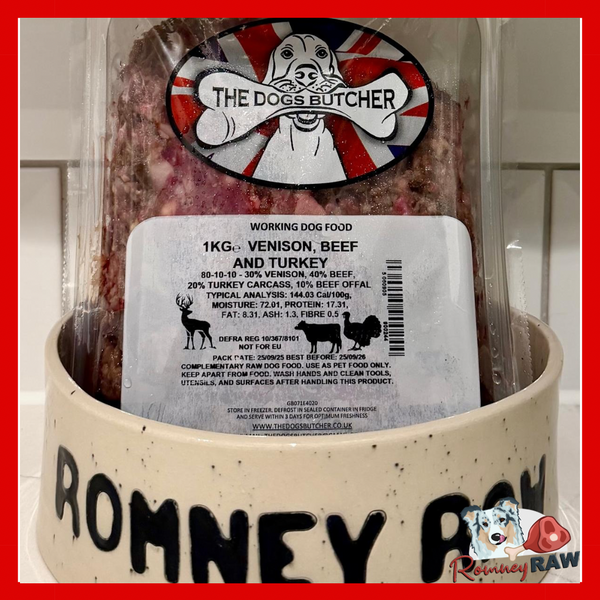 THE DOGS BUTCHER
WORKING DOG FOOD
1KG℮ VENISON, BEEF
AND TURKEY
80-10-10 - 30% VENISON, 40% BEEF,
20% TURKEY CARCASS, 10% BEEF OFFAL
TYPICAL ANALYSIS: 144.03 Cal/100g,
MOISTURE: 72.01, PROTEIN: 17.31,
FAT: 8.31, ASH: 1.3, FIBRE 0.5
DEFRA REG 10/367/8101
NOT FOR EU
PACK DATE: 25/09/25 BEST BEFORE: 25/09/26
COMPLEMENTARY RAW DOG FOOD. USE AS PET FOOD ONLY.
KEEP APART FROM FOOD. WASH HANDS AND CLEAN TOOLS,
UTENSILS, AND SURFACES AFTER HANDLING THIS PRODUCT.
GB071E4020
STORE IN FREEZER. DEFROST IN SEALED CONTAINER IN FRIDGE
AND SERVE WITHIN 3 DAYS FOR OPTIMUM FRESHNESS
WWW.THEDOGSBUTCHER.CO.UK
ROMNEY RAW
Romney RAW